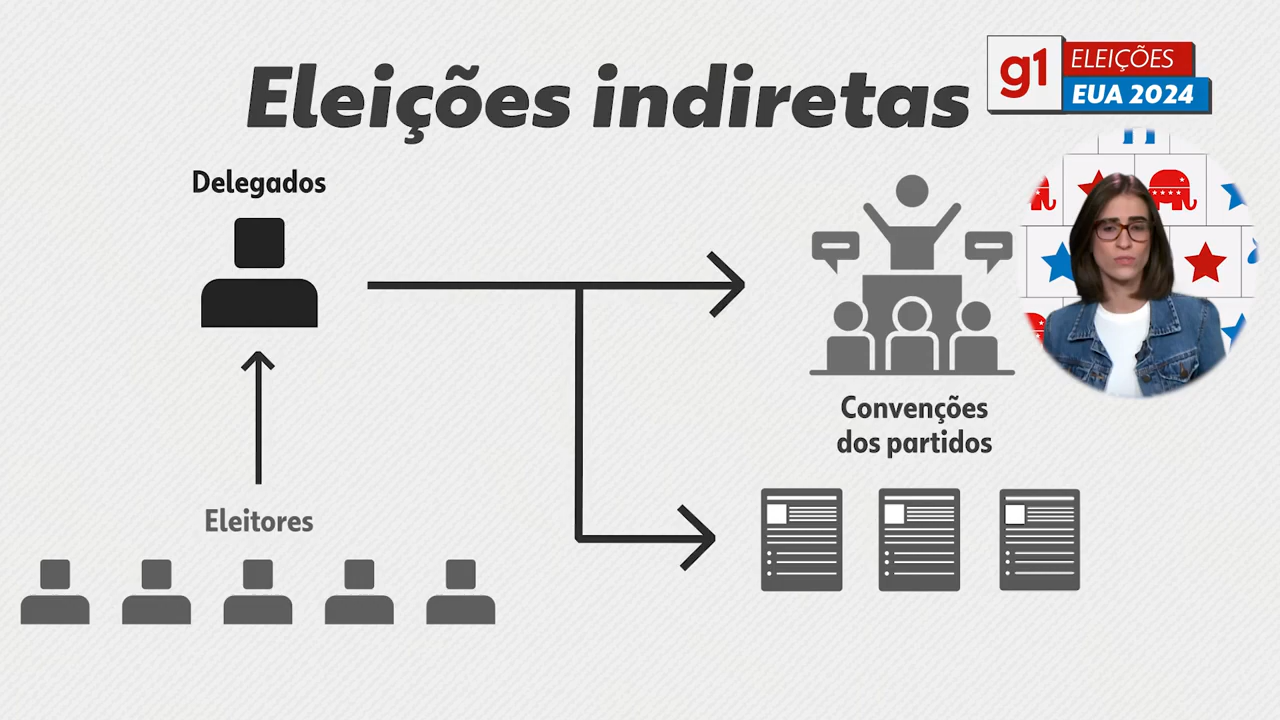 Eleições indiretas
g1
ELEIÇÕES
EUA 2024
Delegados
Convenções
dos partidos
Eleitores